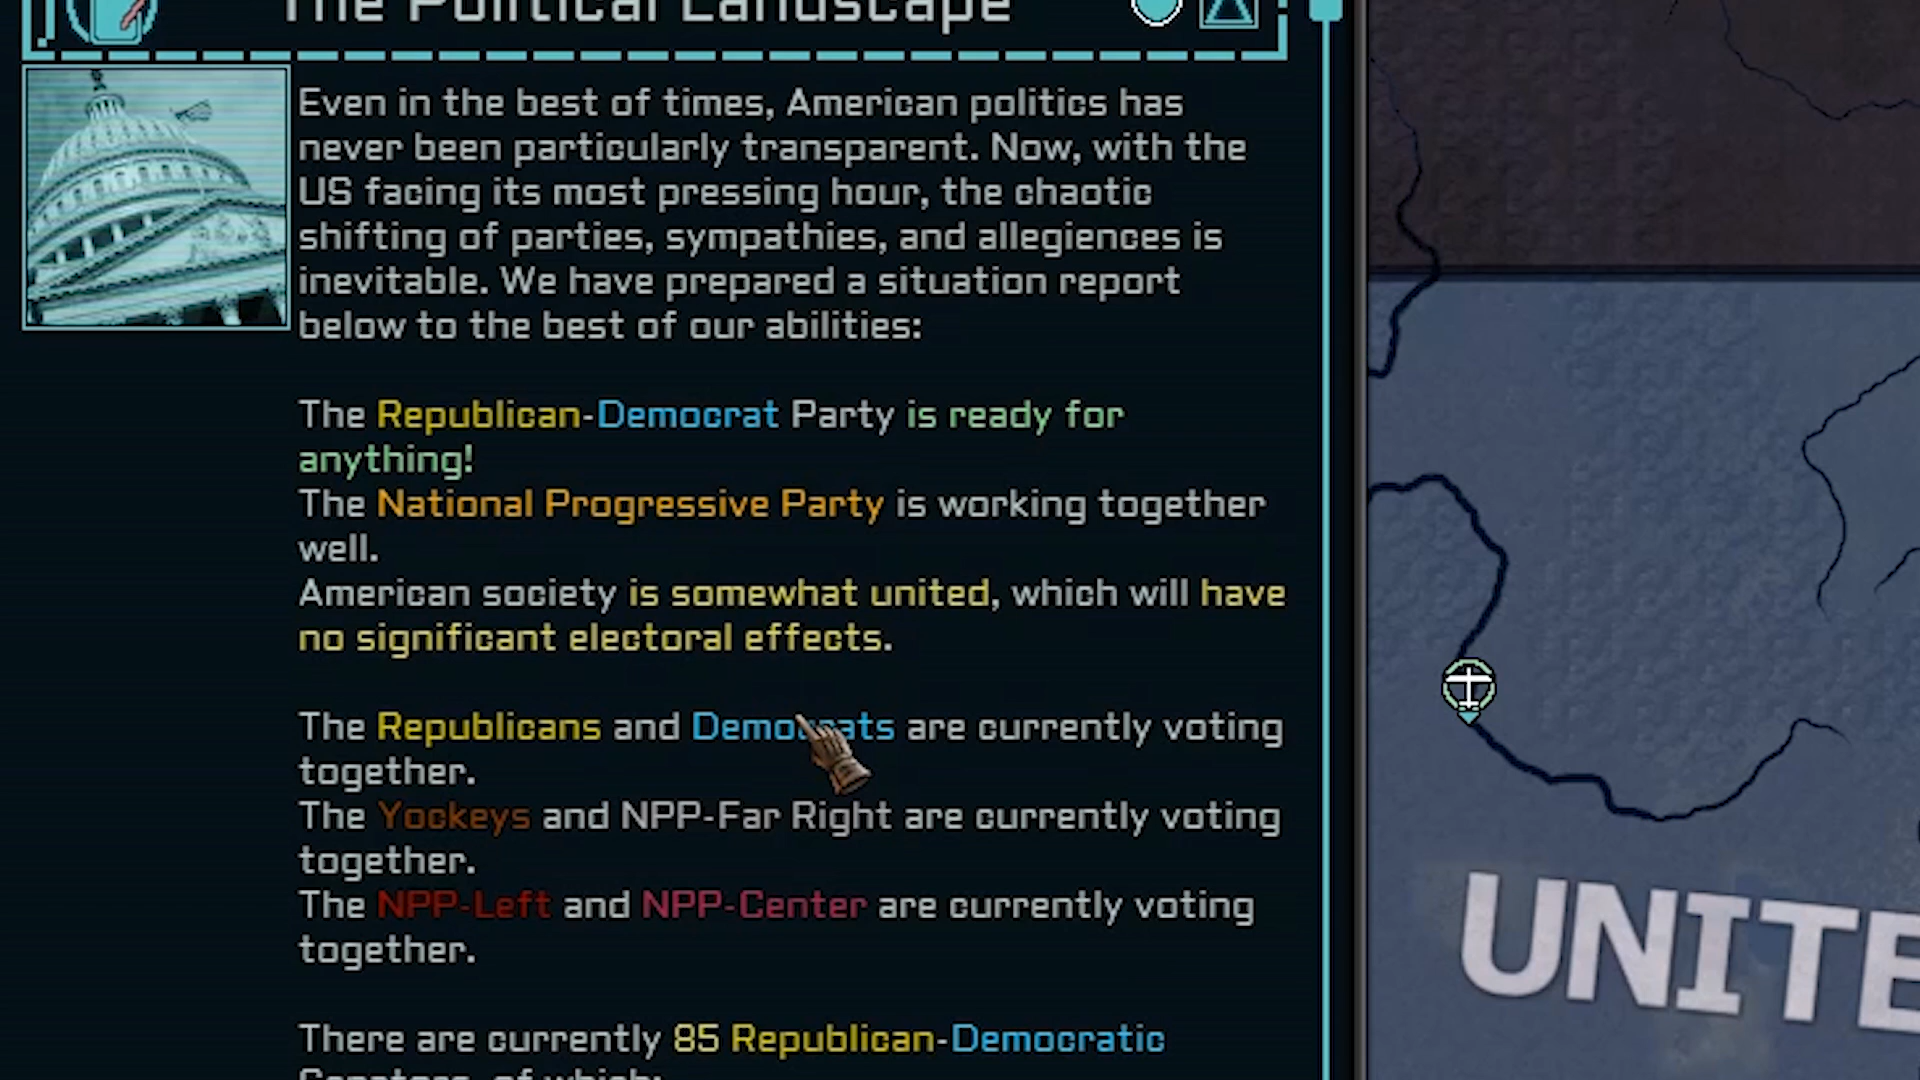 The Political Landscape
Even in the best of times, American politics has
never been particularly transparent. Now, with the
US facing its most pressing hour, the chaotic
shifting of parties, sympathies, and allegiences is
inevitable. We have prepared a situation report
below to the best of our abilities:
The Republican-Democrat Party is ready for
anything!
The National Progressive Party is working together
well.
American society is somewhat united, which will have
no significant electoral effects.
The Republicans and Democrats are currently voting
together.
The Yockeys and NPP-Far Right are currently voting
together.
The NPP-Left and NPP-Center are currently voting
together.
There are currently 85 Republican-Democratic
Senators, of which:
UNITE